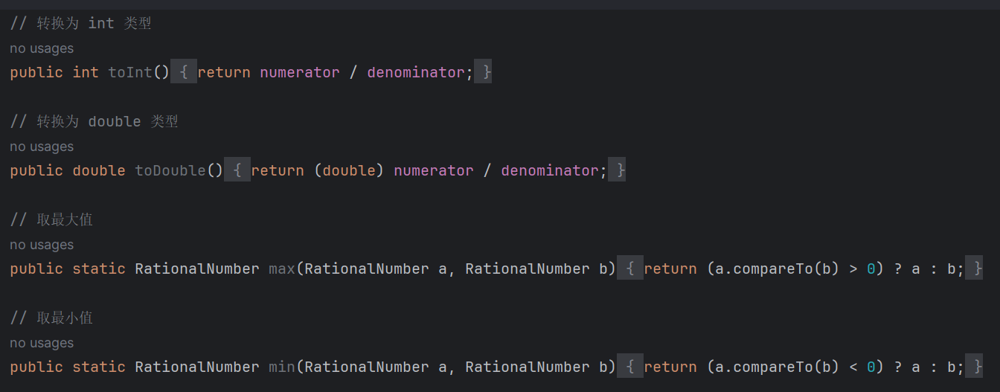 // 转换为 int 类型
no usages
public int toInt() { return numerator / denominator; }
// 转换为 double 类型
no usages
public double toDouble() { return (double) numerator / denominator; }
// 取最大值
no usages
public static RationalNumber max(RationalNumber a, RationalNumber b) { return (a.compareTo(b) > 0) ? a : b; }
// 取最小值
no usages
public static RationalNumber min(RationalNumber a, RationalNumber b) { return (a.compareTo(b) < 0) ? a : b; }